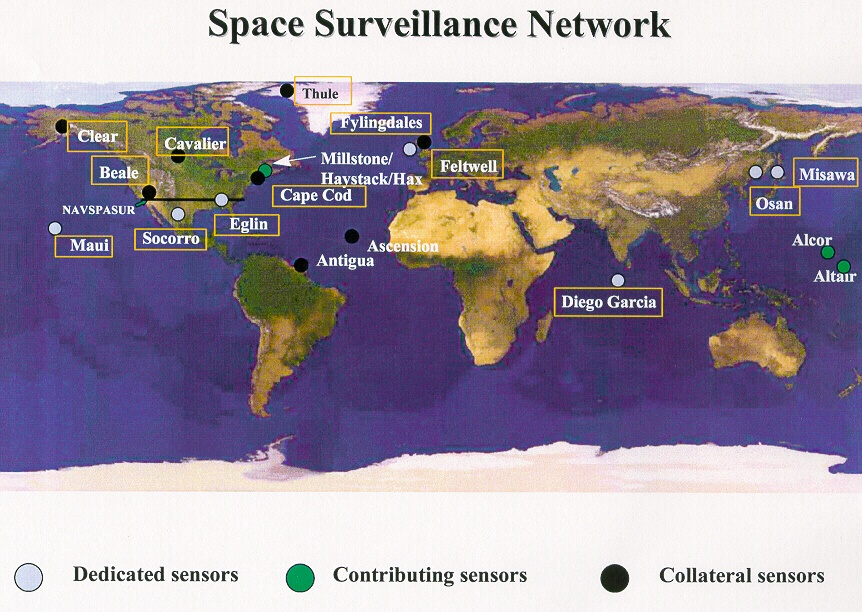 Space Surveillance Network
Thule
Clear
Cavalier
Fylingdales
Beale
Millstone/
Haystack/Hax
Feltwell
Misawa
Cape Cod
NAVSPASUR
Osan
Eglin
Socorro
Maui
Ascension
Antigua
Alcor
Altair
Diego Garcia
Dedicated sensors
Contributing sensors
Collateral sensors